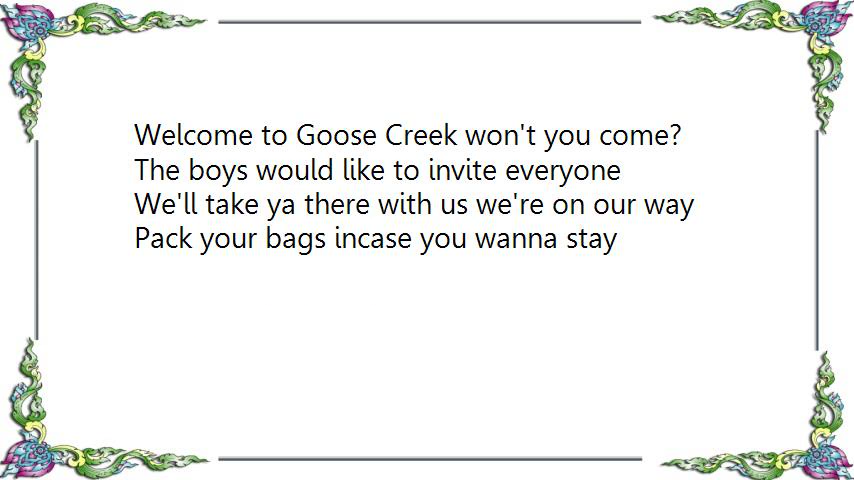 Welcome to Goose Creek won't you come?
The boys would like to invite everyone
We'll take ya there with us we're on our way
Pack your bags incase you wanna stay